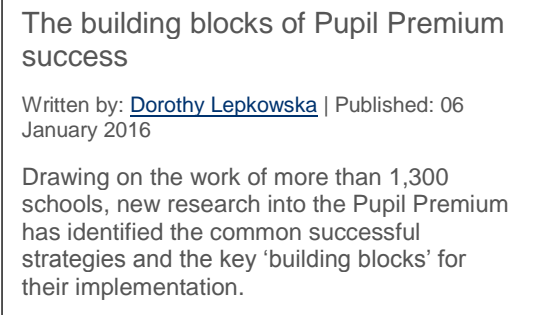 The building blocks of Pupil Premium
success
Written by: Dorothy Lepkowska | Published: 06
January 2016
Drawing on the work of more than 1,300
schools, new research into the Pupil Premium
has identified the common successful
strategies and the key ‘building blocks’ for
their implementation.